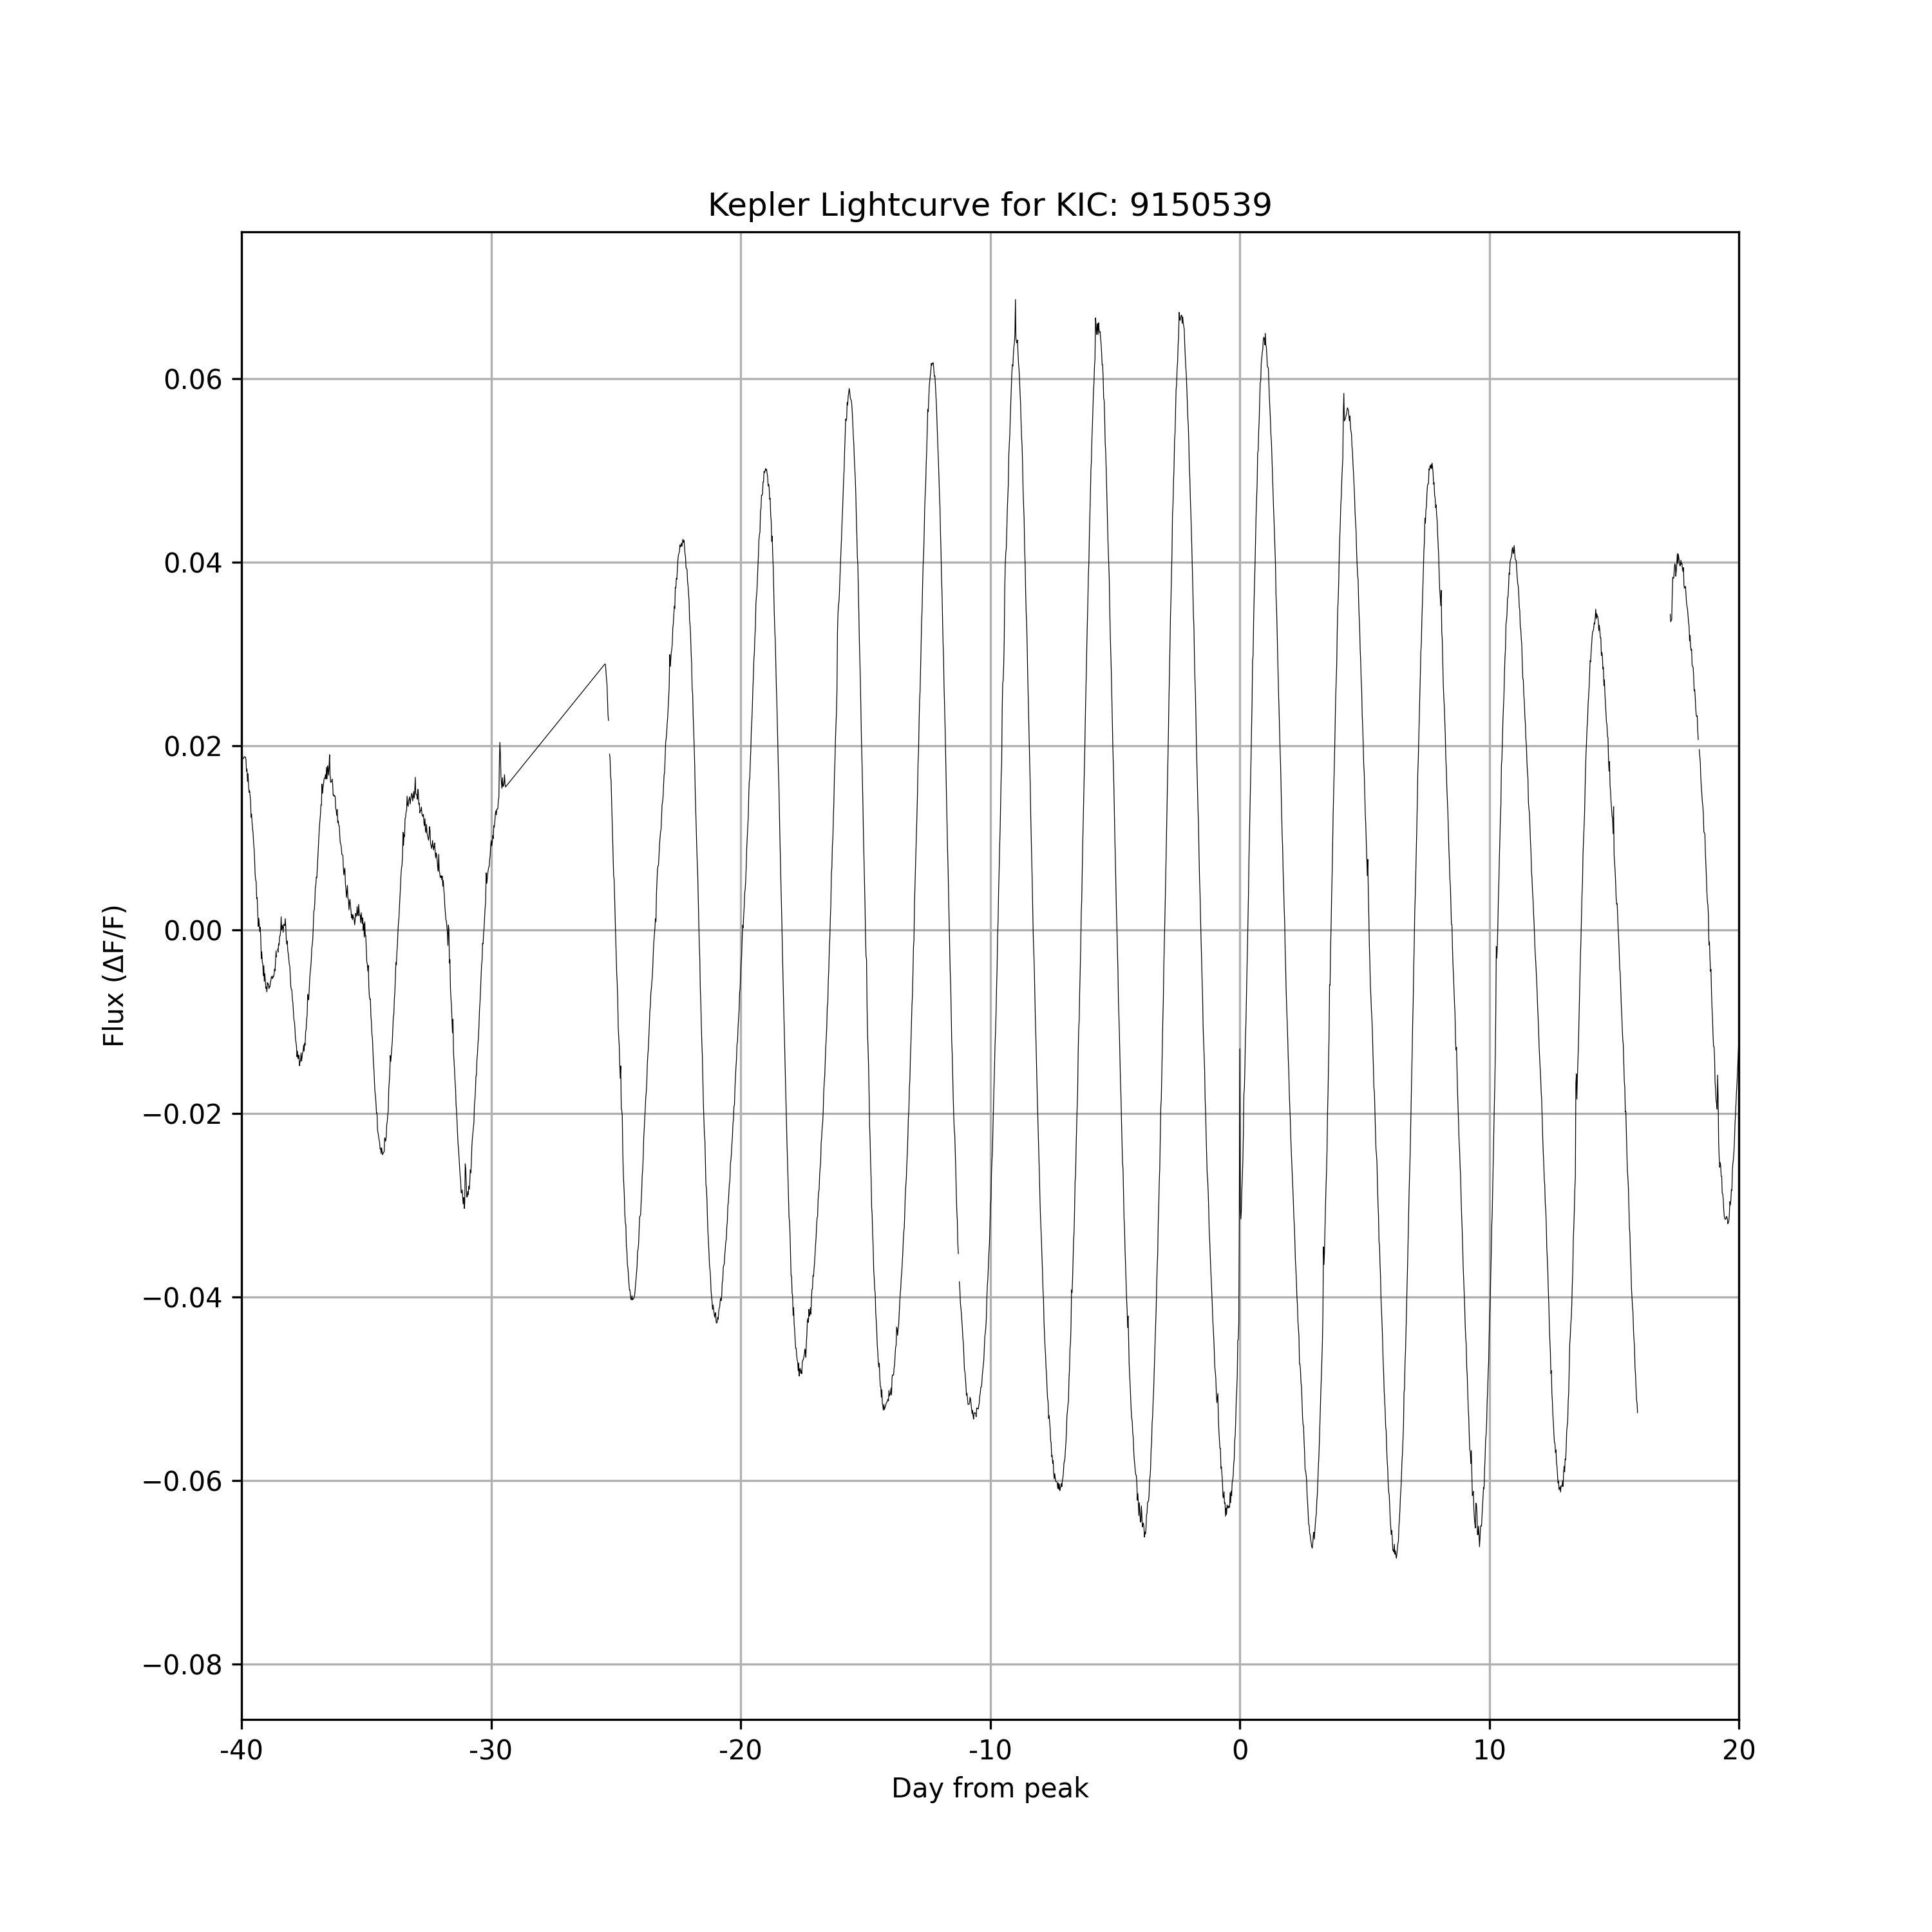 Kepler Lightcurve for KIC: 9150539
Flux (ΔF/F)
0.06
0.04
0.02
0.00
−0.02
−0.04
−0.06
−0.08
-40 -30 -20 -10 0 10 20
Day from peak